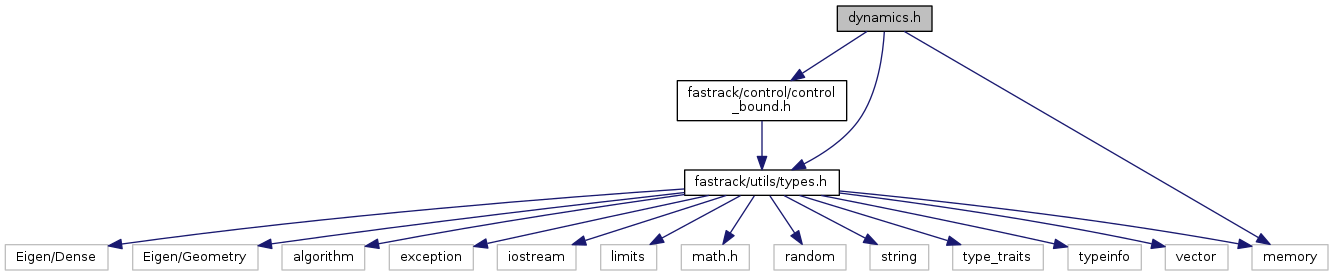 dynamics.h
fastrack/control/control
_bound.h
fastrack/utils/types.h
Eigen/Dense
Eigen/Geometry
algorithm
exception
iostream
limits
math.h
random
string
type_traits
typeinfo
vector
memory